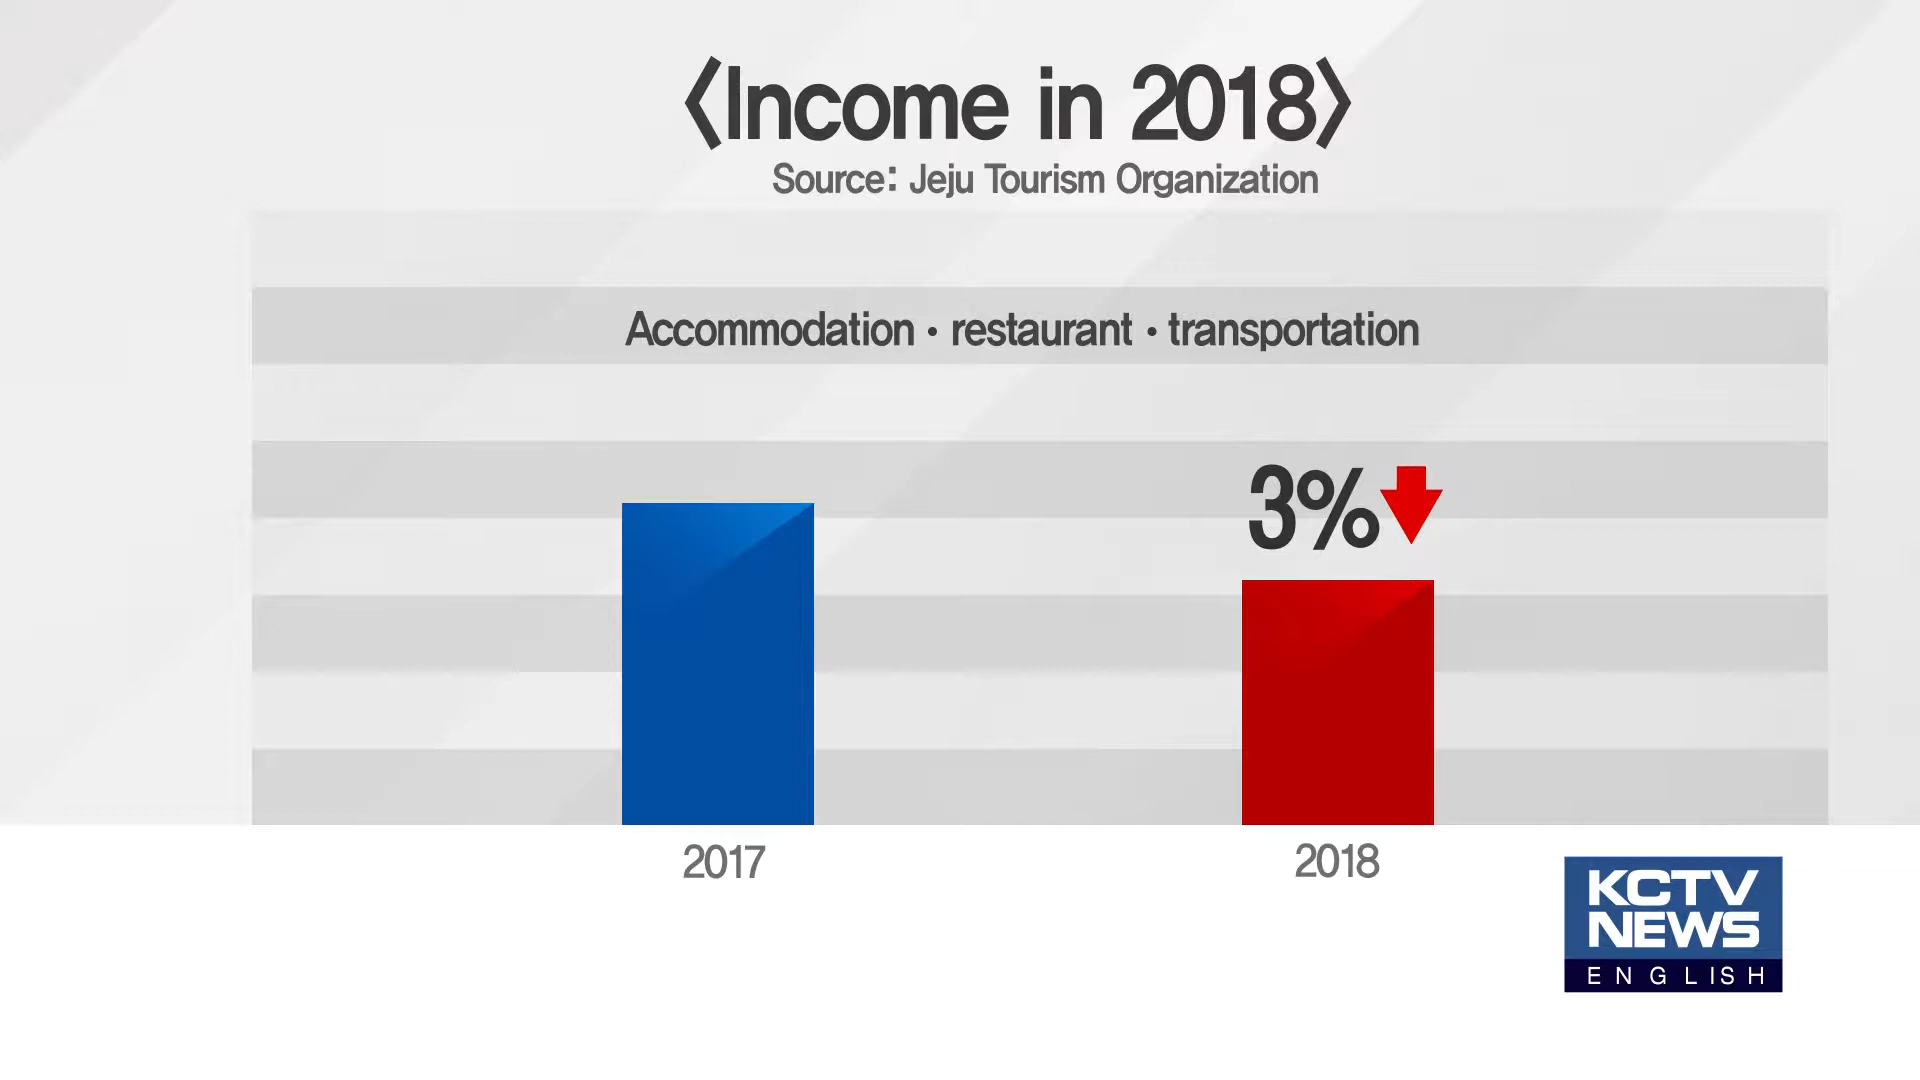 〈Income in 2018〉
Source: Jeju Tourism Organization
Accommodation · restaurant · transportation
3%
2017
2018
KCTV
NEWS
ENGLISH